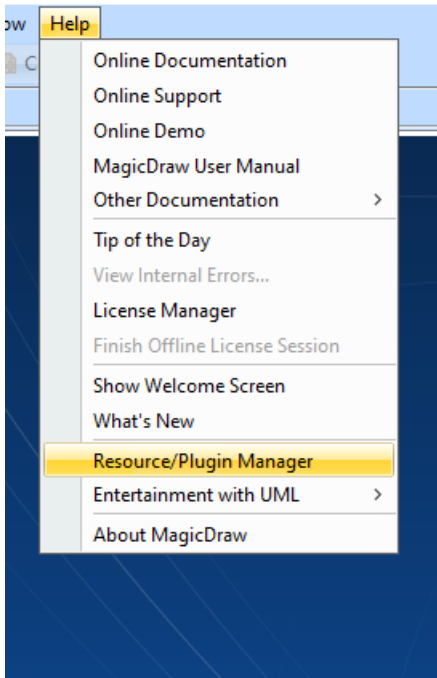 Help
Online Documentation
Online Support
Online Demo
MagicDraw User Manual
Other Documentation
Tip of the Day
View Internal Errors...
License Manager
Finish Offline License Session
Show Welcome Screen
What's New
Resource/Plugin Manager
Entertainment with UML
About MagicDraw